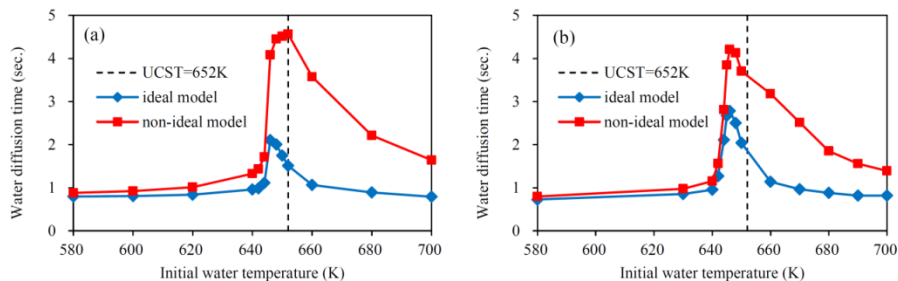 (a)
UCST=652K
ideal model
non-ideal model
Water diffusion time (sec.)
5
4
3
2
1
0
580 600 620 640 660 680 700
Initial water temperature (K)
(b)
UCST=652K
ideal model
non-ideal model
Water diffusion time (sec.)
5
4
3
2
1
0
580 600 620 640 660 680 700
Initial water temperature (K)